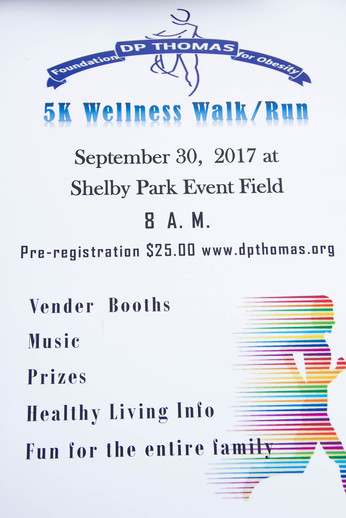 DP THOMAS
Foundation for Obesity
5K Wellness Walk/Run
September 30, 2017 at
Shelby Park Event Field
8 A. M.
Pre-registration $25.00 www.dpthomas.org
Vender Booths
Music
Prizes
Healthy Living Info
Fun for the entire family